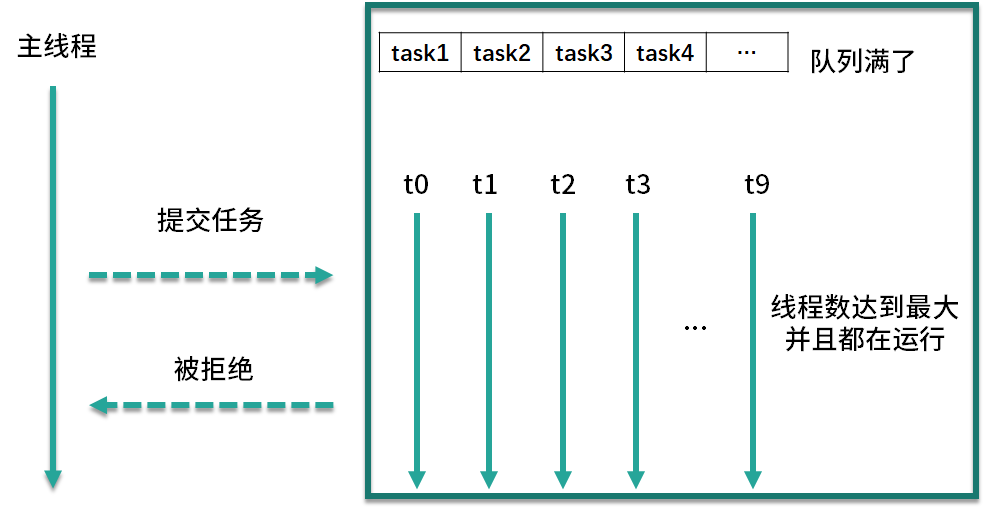 主线程
task1 task2 task3 task4 ...
队列满了
t0 t1 t2 t3 t9
提交任务
线程数达到最大
...
并且都在运行
被拒绝